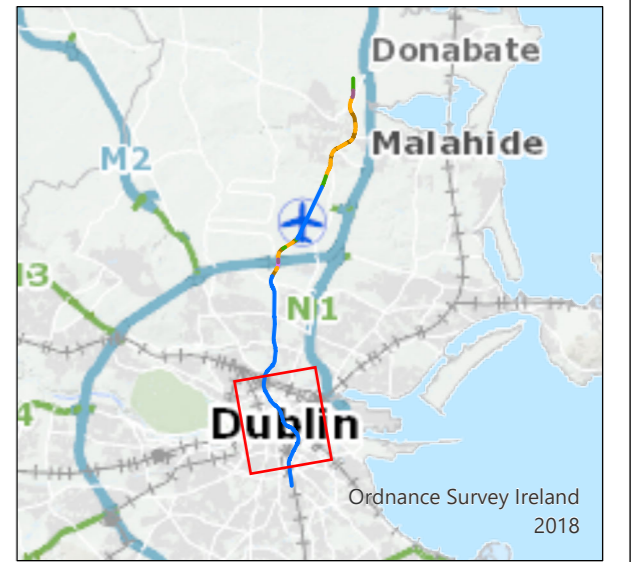 Donabate
Malahide
M2
N1
Dublin
Ordnance Survey Ireland
2018